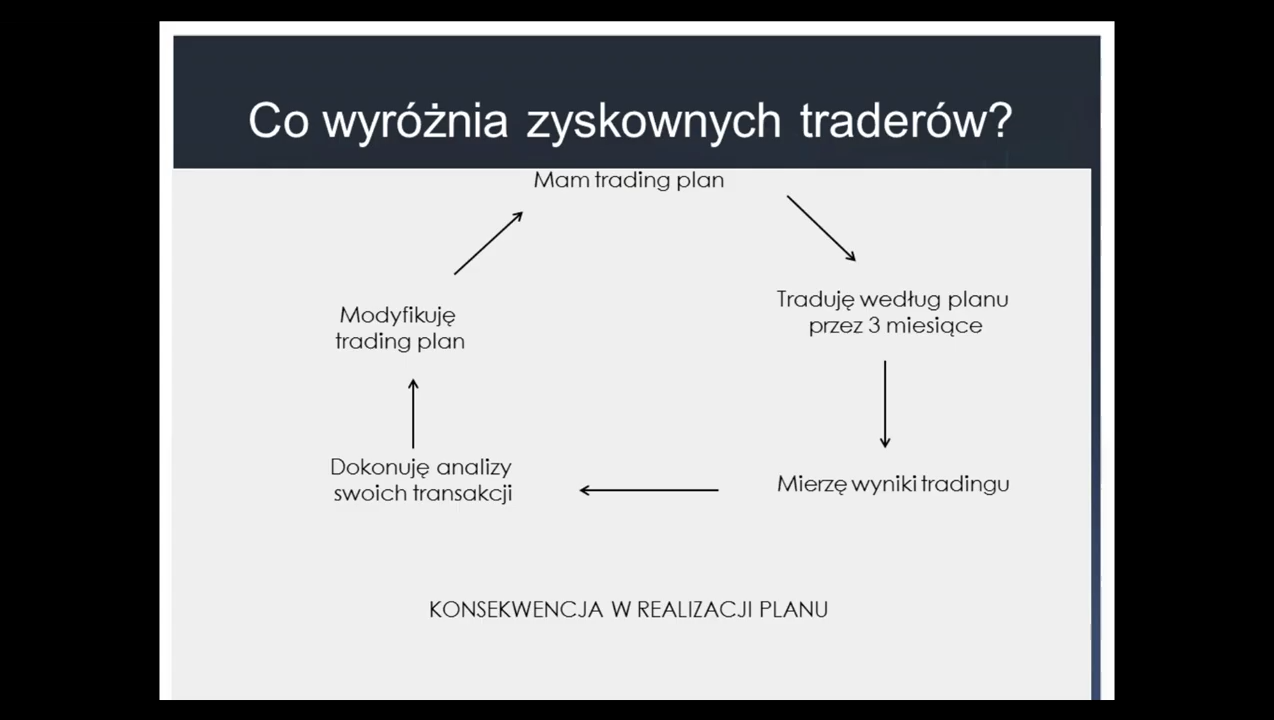 Co wyróżnia zyskownych traderów?
Mam trading plan
Traduję według planu
przez 3 miesiące
Mierzę wyniki tradingu
Dokonuję analizy
swoich transakcji
Modyfikuję
trading plan
KONSEKWENCJA W REALIZACJI PLANU